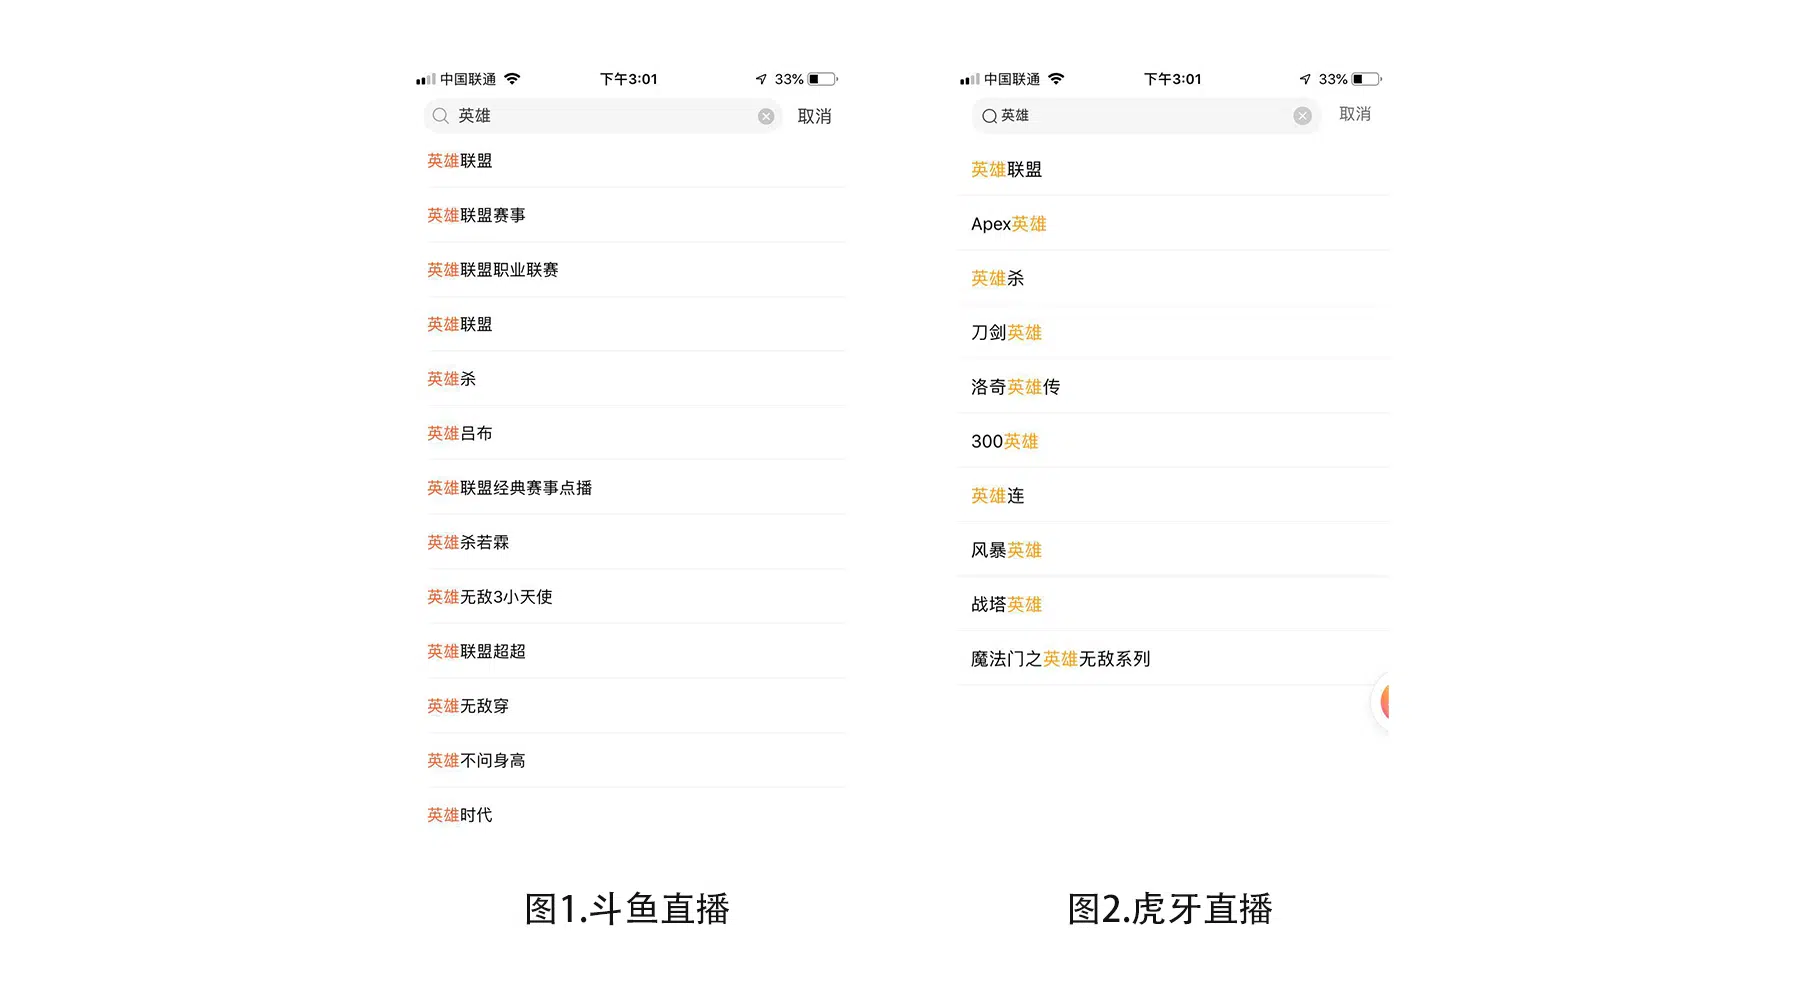 中国联通 下午3:01 33%
英雄 取消
英雄联盟
英雄联盟赛事
英雄联盟职业联赛
英雄联盟
英雄杀
英雄吕布
英雄联盟经典赛事点播
英雄杀若霖
英雄无敌3小天使
英雄联盟超超
英雄无敌穿
英雄不问身高
英雄时代
图1.斗鱼直播
中国联通 下午3:01 33%
英雄 取消
英雄联盟
Apex英雄
英雄杀
刀剑英雄
洛奇英雄传
300英雄
英雄连
风暴英雄
战塔英雄
魔法门之英雄无敌系列
图2.虎牙直播